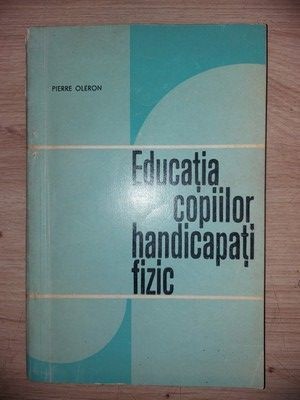 PIERRE OLERON
Educația
copiilor
handicapați
fizic